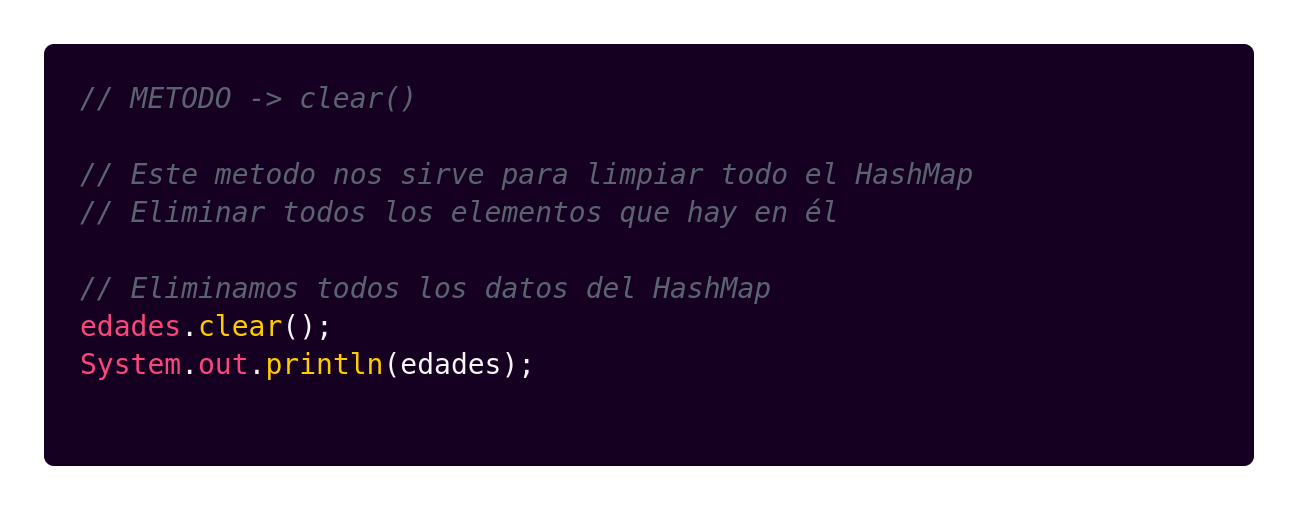 // METODO -> clear()
// Este metodo nos sirve para limpiar todo el HashMap
// Eliminar todos los elementos que hay en él
// Eliminamos todos los datos del HashMap
edades.clear();
System.out.println(edades);